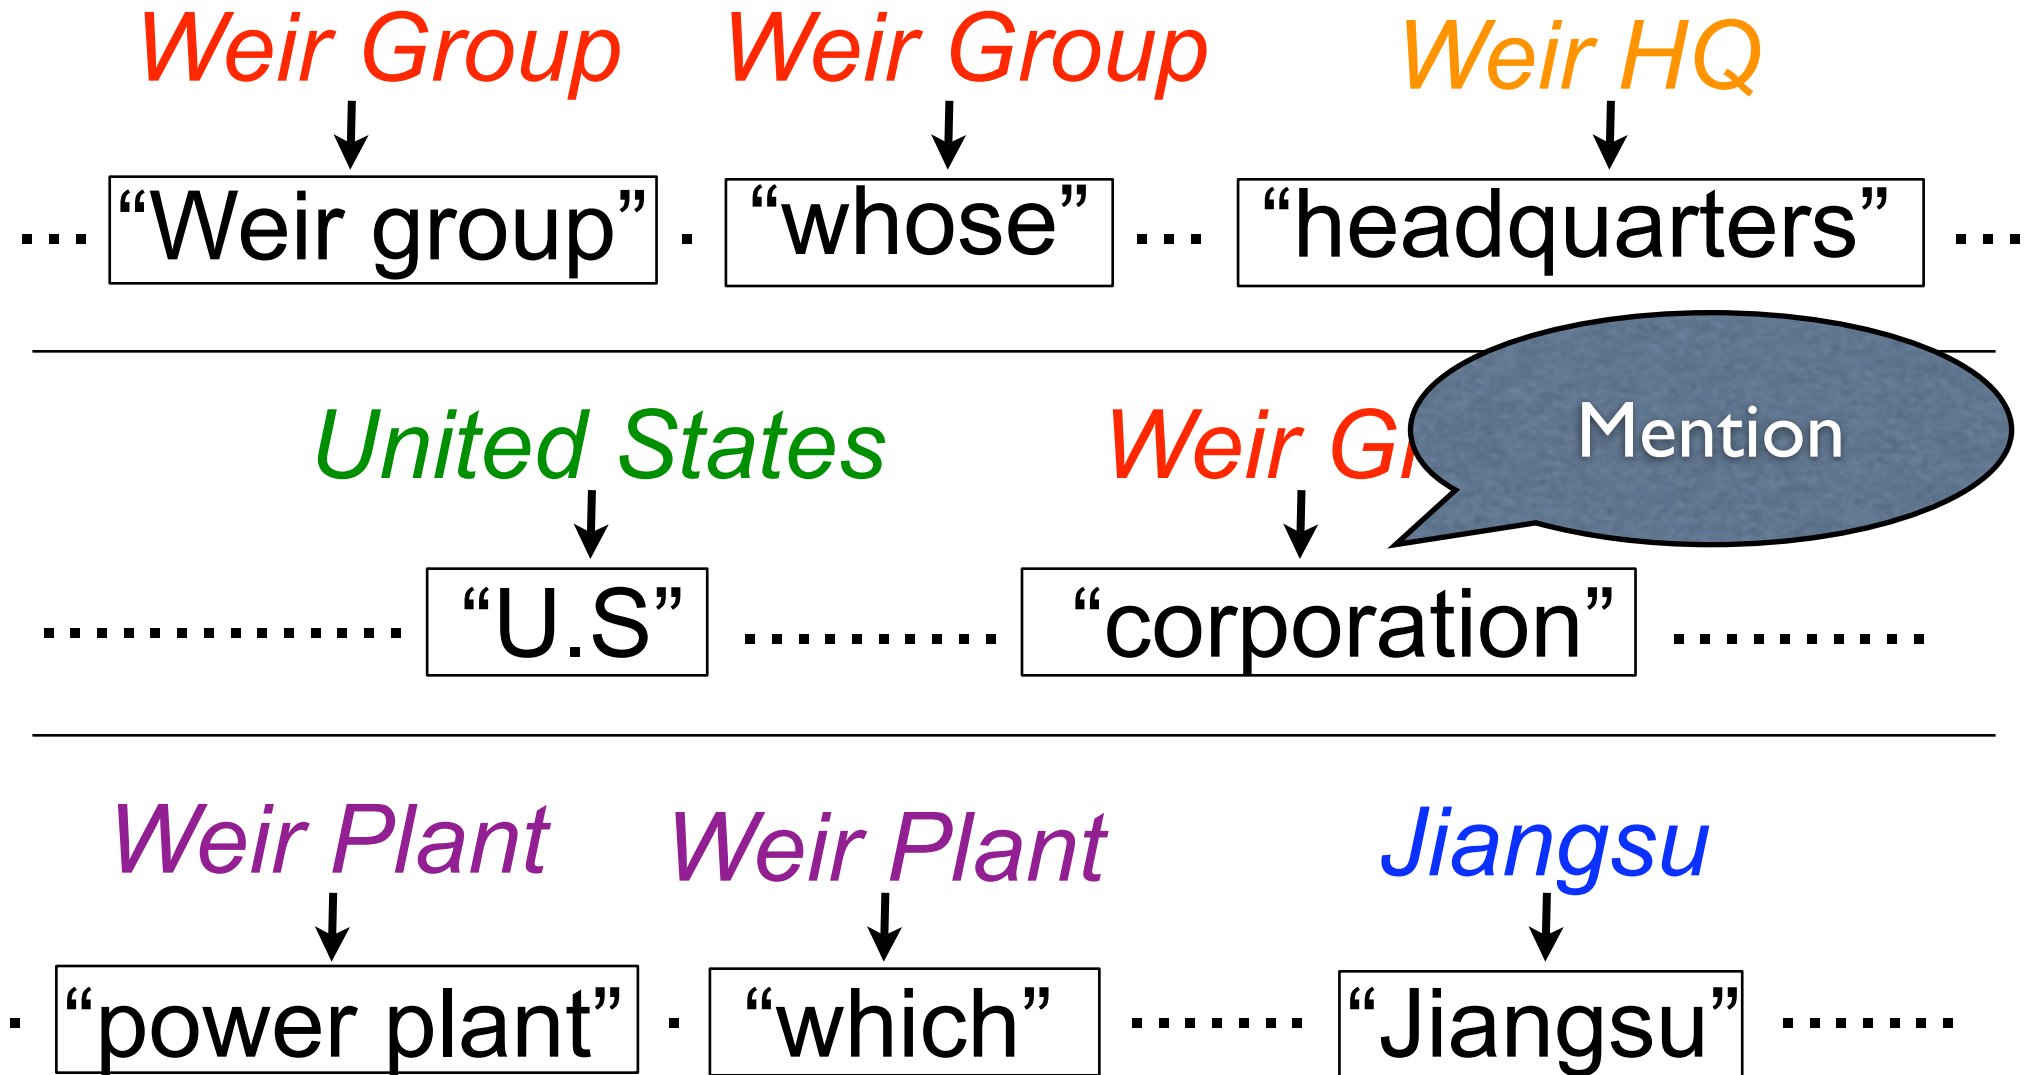 Weir Group Weir Group Weir HQ
... “Weir group” . “whose” ... “headquarters” ...
United States Weir G Mention
.............. “U.S” .......... “corporation” ..........
Weir Plant Weir Plant Jiangsu
. “power plant” . “which” ....... “Jiangsu” .......